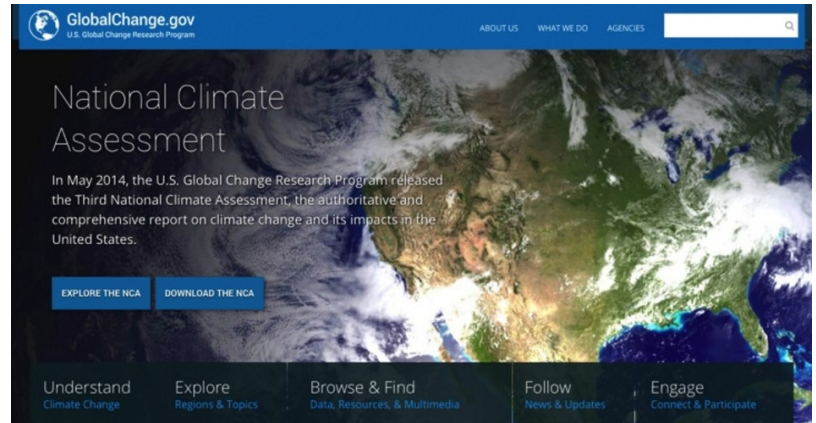 GlobalChange.gov
U.S. Global Change Research Program
ABOUT US WHAT WE DO AGENCIES
National Climate
Assessment
In May 2014, the U.S. Global Change Research Program released
the Third National Climate Assessment, the authoritative and
comprehensive report on climate change and its impacts in the
United States.
EXPLORE THE NCA DOWNLOAD THE NCA
Understand Explore Browse & Find Follow Engage
Climate Change Regions & Topics Data, Resources, & Multimedia News & Updates Connect & Participate